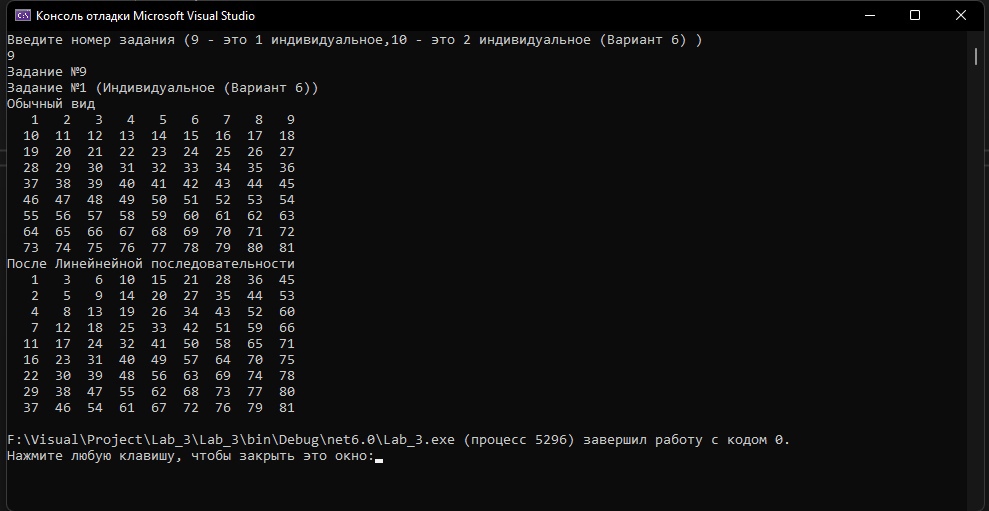 Консоль отладки Microsoft Visual Studio
Введите номер задания (9 - это 1 индивидуальное,10 - это 2 индивидуальное (Вариант 6) )
9
Задание №9
Задание №1 (Индивидуальное (Вариант 6))
Обычный вид
1 2 3 4 5 6 7 8 9
10 11 12 13 14 15 16 17 18
19 20 21 22 23 24 25 26 27
28 29 30 31 32 33 34 35 36
37 38 39 40 41 42 43 44 45
46 47 48 49 50 51 52 53 54
55 56 57 58 59 60 61 62 63
64 65 66 67 68 69 70 71 72
73 74 75 76 77 78 79 80 81
После Линейнейной последовательности
1 3 6 10 15 21 28 36 45
2 5 9 14 20 27 35 44 53
4 8 13 19 26 34 43 52 60
7 12 18 25 33 42 51 59 66
11 17 24 32 41 50 58 65 71
16 23 31 40 49 57 64 70 75
22 30 39 48 56 63 69 74 78
29 38 47 55 62 68 73 77 80
37 46 54 61 67 72 76 79 81
F:\Visual\Project\Lab_3\Lab_3\bin\Debug\net6.0\Lab_3.exe (процесс 5296) завершил работу с кодом 0.
Нажмите любую клавишу, чтобы закрыть это окно: